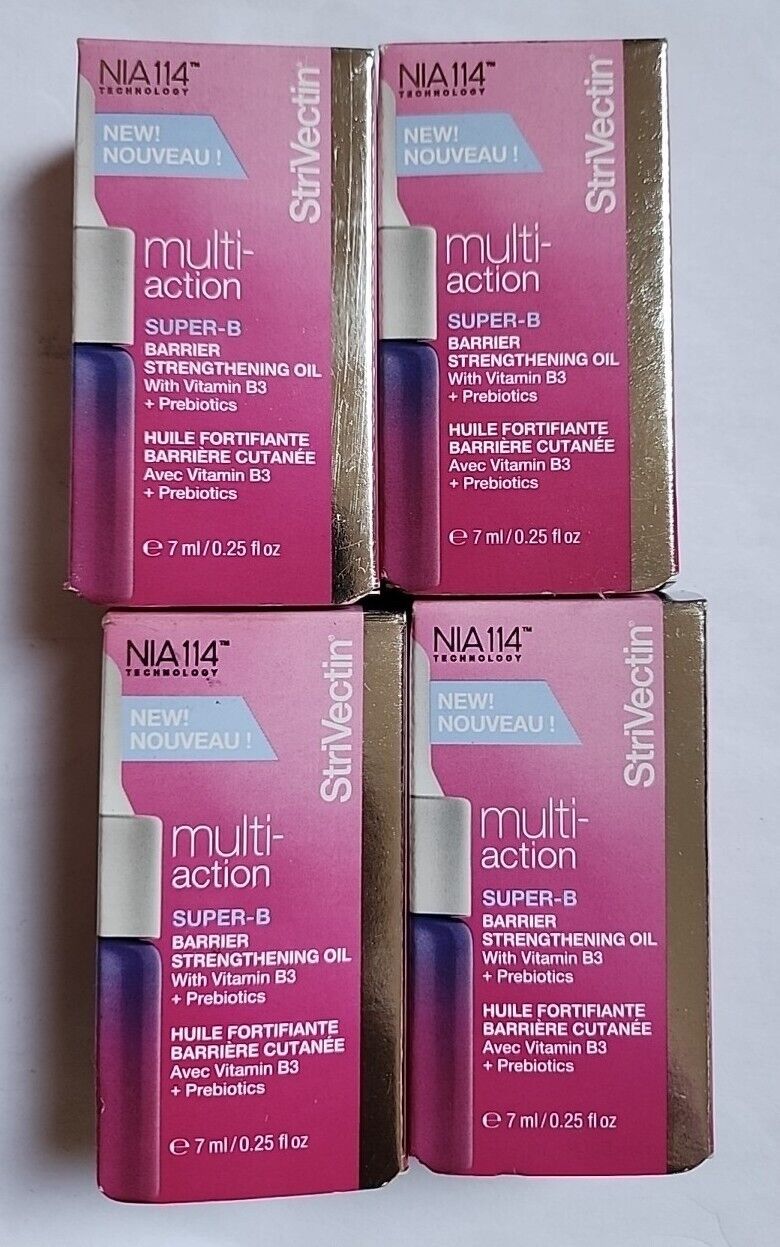 NIA114™
TECHNOLOGY
NEW!
NOUVEAU !
StriVectin®
multi-
action
SUPER-B
BARRIER
STRENGTHENING OIL
With Vitamin B3
+ Prebiotics
HUILE FORTIFIANTE
BARRIÈRE CUTANÉE
Avec Vitamin B3
+ Prebiotics
℮ 7 ml/0.25 fl oz
NIA114™
TECHNOLOGY
NEW!
NOUVEAU !
StriVectin®
multi-
action
SUPER-B
BARRIER
STRENGTHENING OIL
With Vitamin B3
+ Prebiotics
HUILE FORTIFIANTE
BARRIÈRE CUTANÉE
Avec Vitamin B3
+ Prebiotics
℮ 7 ml/0.25 fl oz
NIA114™
TECHNOLOGY
NEW!
NOUVEAU !
StriVectin®
multi-
action
SUPER-B
BARRIER
STRENGTHENING OIL
With Vitamin B3
+ Prebiotics
HUILE FORTIFIANTE
BARRIÈRE CUTANÉE
Avec Vitamin B3
+ Prebiotics
℮ 7 ml/0.25 fl oz
NIA114™
TECHNOLOGY
NEW!
NOUVEAU !
StriVectin®
multi-
action
SUPER-B
BARRIER
STRENGTHENING OIL
With Vitamin B3
+ Prebiotics
HUILE FORTIFIANTE
BARRIÈRE CUTANÉE
Avec Vitamin B3
+ Prebiotics
℮ 7 ml/0.25 fl oz